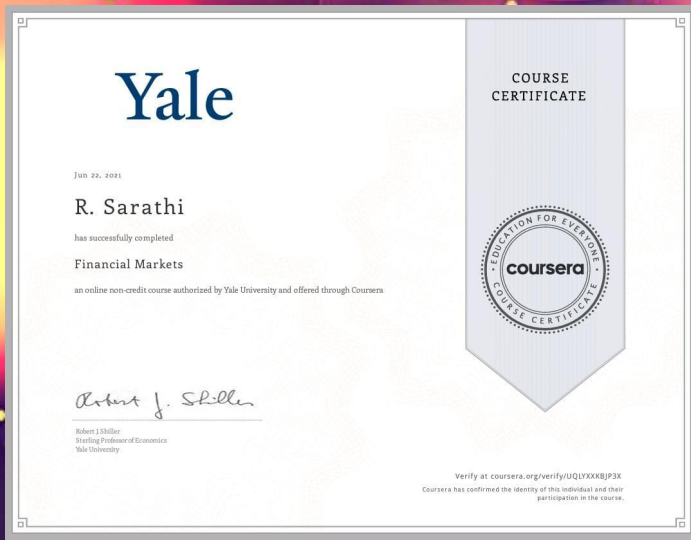 Yale
COURSE
CERTIFICATE
Jun 22, 2021
R. Sarathi
has successfully completed
Financial Markets
an online non-credit course authorized by Yale University and offered through Coursera
EDUCATION FOR EVERYONE
coursera
COURSE CERTIFICATE
Robert J. Shiller
Robert J Shiller
Sterling Professor of Economics
Yale University
Verify at coursera.org/verify/UQLYXXKBJP3X
Coursera has confirmed the identity of this individual and their
participation in the course.